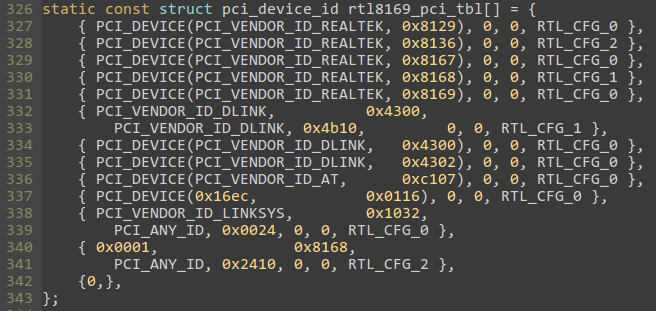 326 static const struct pci_device_id rtl8169_pci_tbl[] = {
327     { PCI_DEVICE(PCI_VENDOR_ID_REALTEK, 0x8129), 0, 0, RTL_CFG_0 },
328     { PCI_DEVICE(PCI_VENDOR_ID_REALTEK, 0x8136), 0, 0, RTL_CFG_2 },
329     { PCI_DEVICE(PCI_VENDOR_ID_REALTEK, 0x8167), 0, 0, RTL_CFG_0 },
330     { PCI_DEVICE(PCI_VENDOR_ID_REALTEK, 0x8168), 0, 0, RTL_CFG_1 },
331     { PCI_DEVICE(PCI_VENDOR_ID_REALTEK, 0x8169), 0, 0, RTL_CFG_0 },
332     { PCI_VENDOR_ID_DLINK,          0x4300,
333         PCI_VENDOR_ID_DLINK, 0x4b10,         0, 0, RTL_CFG_1 },
334     { PCI_DEVICE(PCI_VENDOR_ID_DLINK,   0x4300), 0, 0, RTL_CFG_0 },
335     { PCI_DEVICE(PCI_VENDOR_ID_DLINK,   0x4302), 0, 0, RTL_CFG_0 },
336     { PCI_DEVICE(PCI_VENDOR_ID_AT,      0xc107), 0, 0, RTL_CFG_0 },
337     { PCI_DEVICE(0x16ec,            0x0116), 0, 0, RTL_CFG_0 },
338     { PCI_VENDOR_ID_LINKSYS,        0x1032,
339         PCI_ANY_ID, 0x0024, 0, 0, RTL_CFG_0 },
340     { 0x0001,           0x8168,
341         PCI_ANY_ID, 0x2410, 0, 0, RTL_CFG_2 },
342     {0,},
343 };